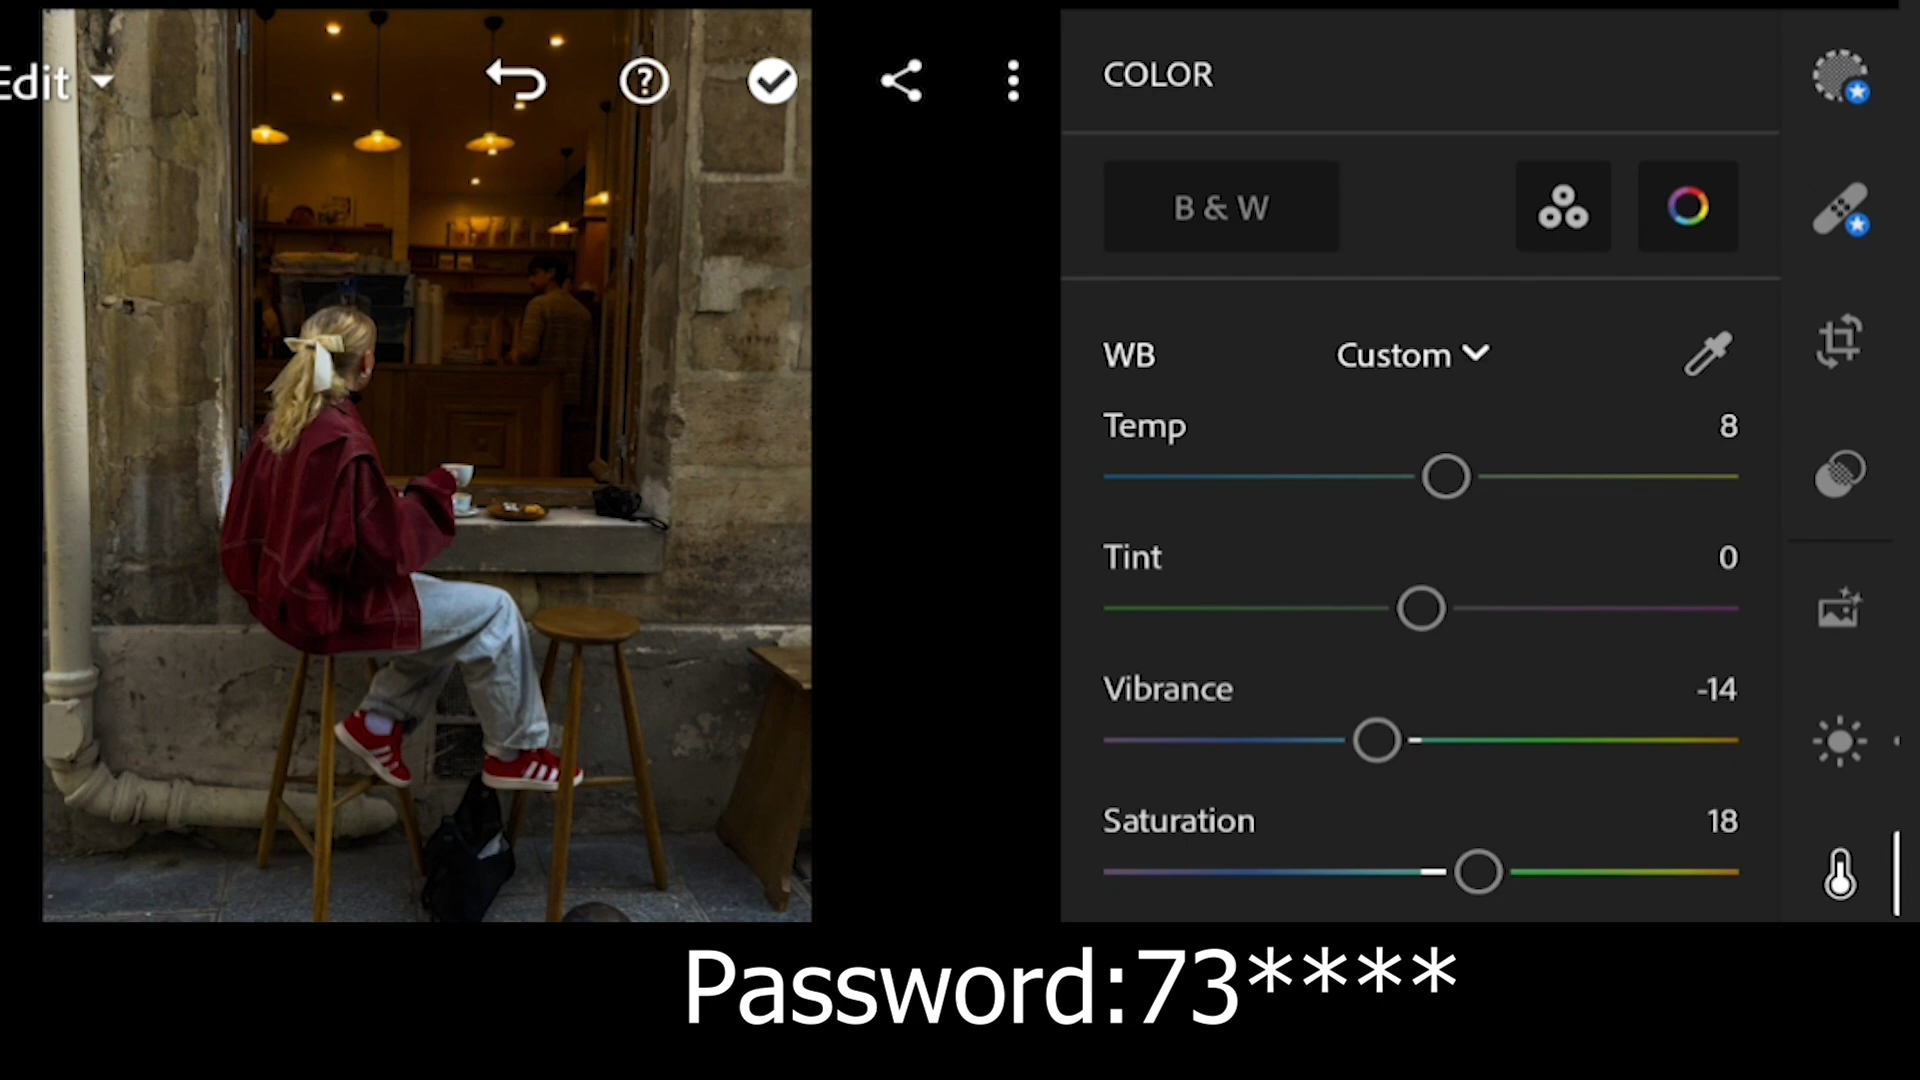 Edit
COLOR
B & W
WB Custom
Temp 8
Tint 0
Vibrance -14
Saturation 18
Password:73****